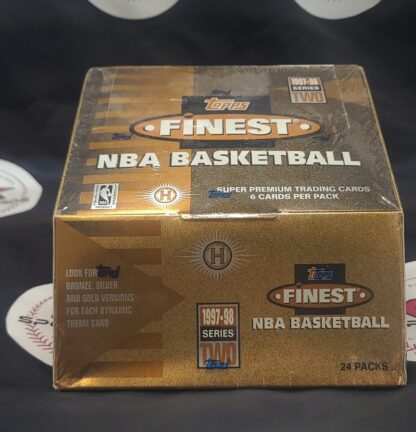 Topps
1997-98
SERIES
TWO
Topps
FINEST
NBA BASKETBALL
H
SUPER PREMIUM TRADING CARDS
6 CARDS PER PACK
H
LOOK FOR
BRONZE, SILVER
AND GOLD VERSIONS
FOR EACH DYNAMIC
THEME CARD
Topps
FINEST
NBA BASKETBALL
1997-98
SERIES
TWO
Topps
24 PACKS